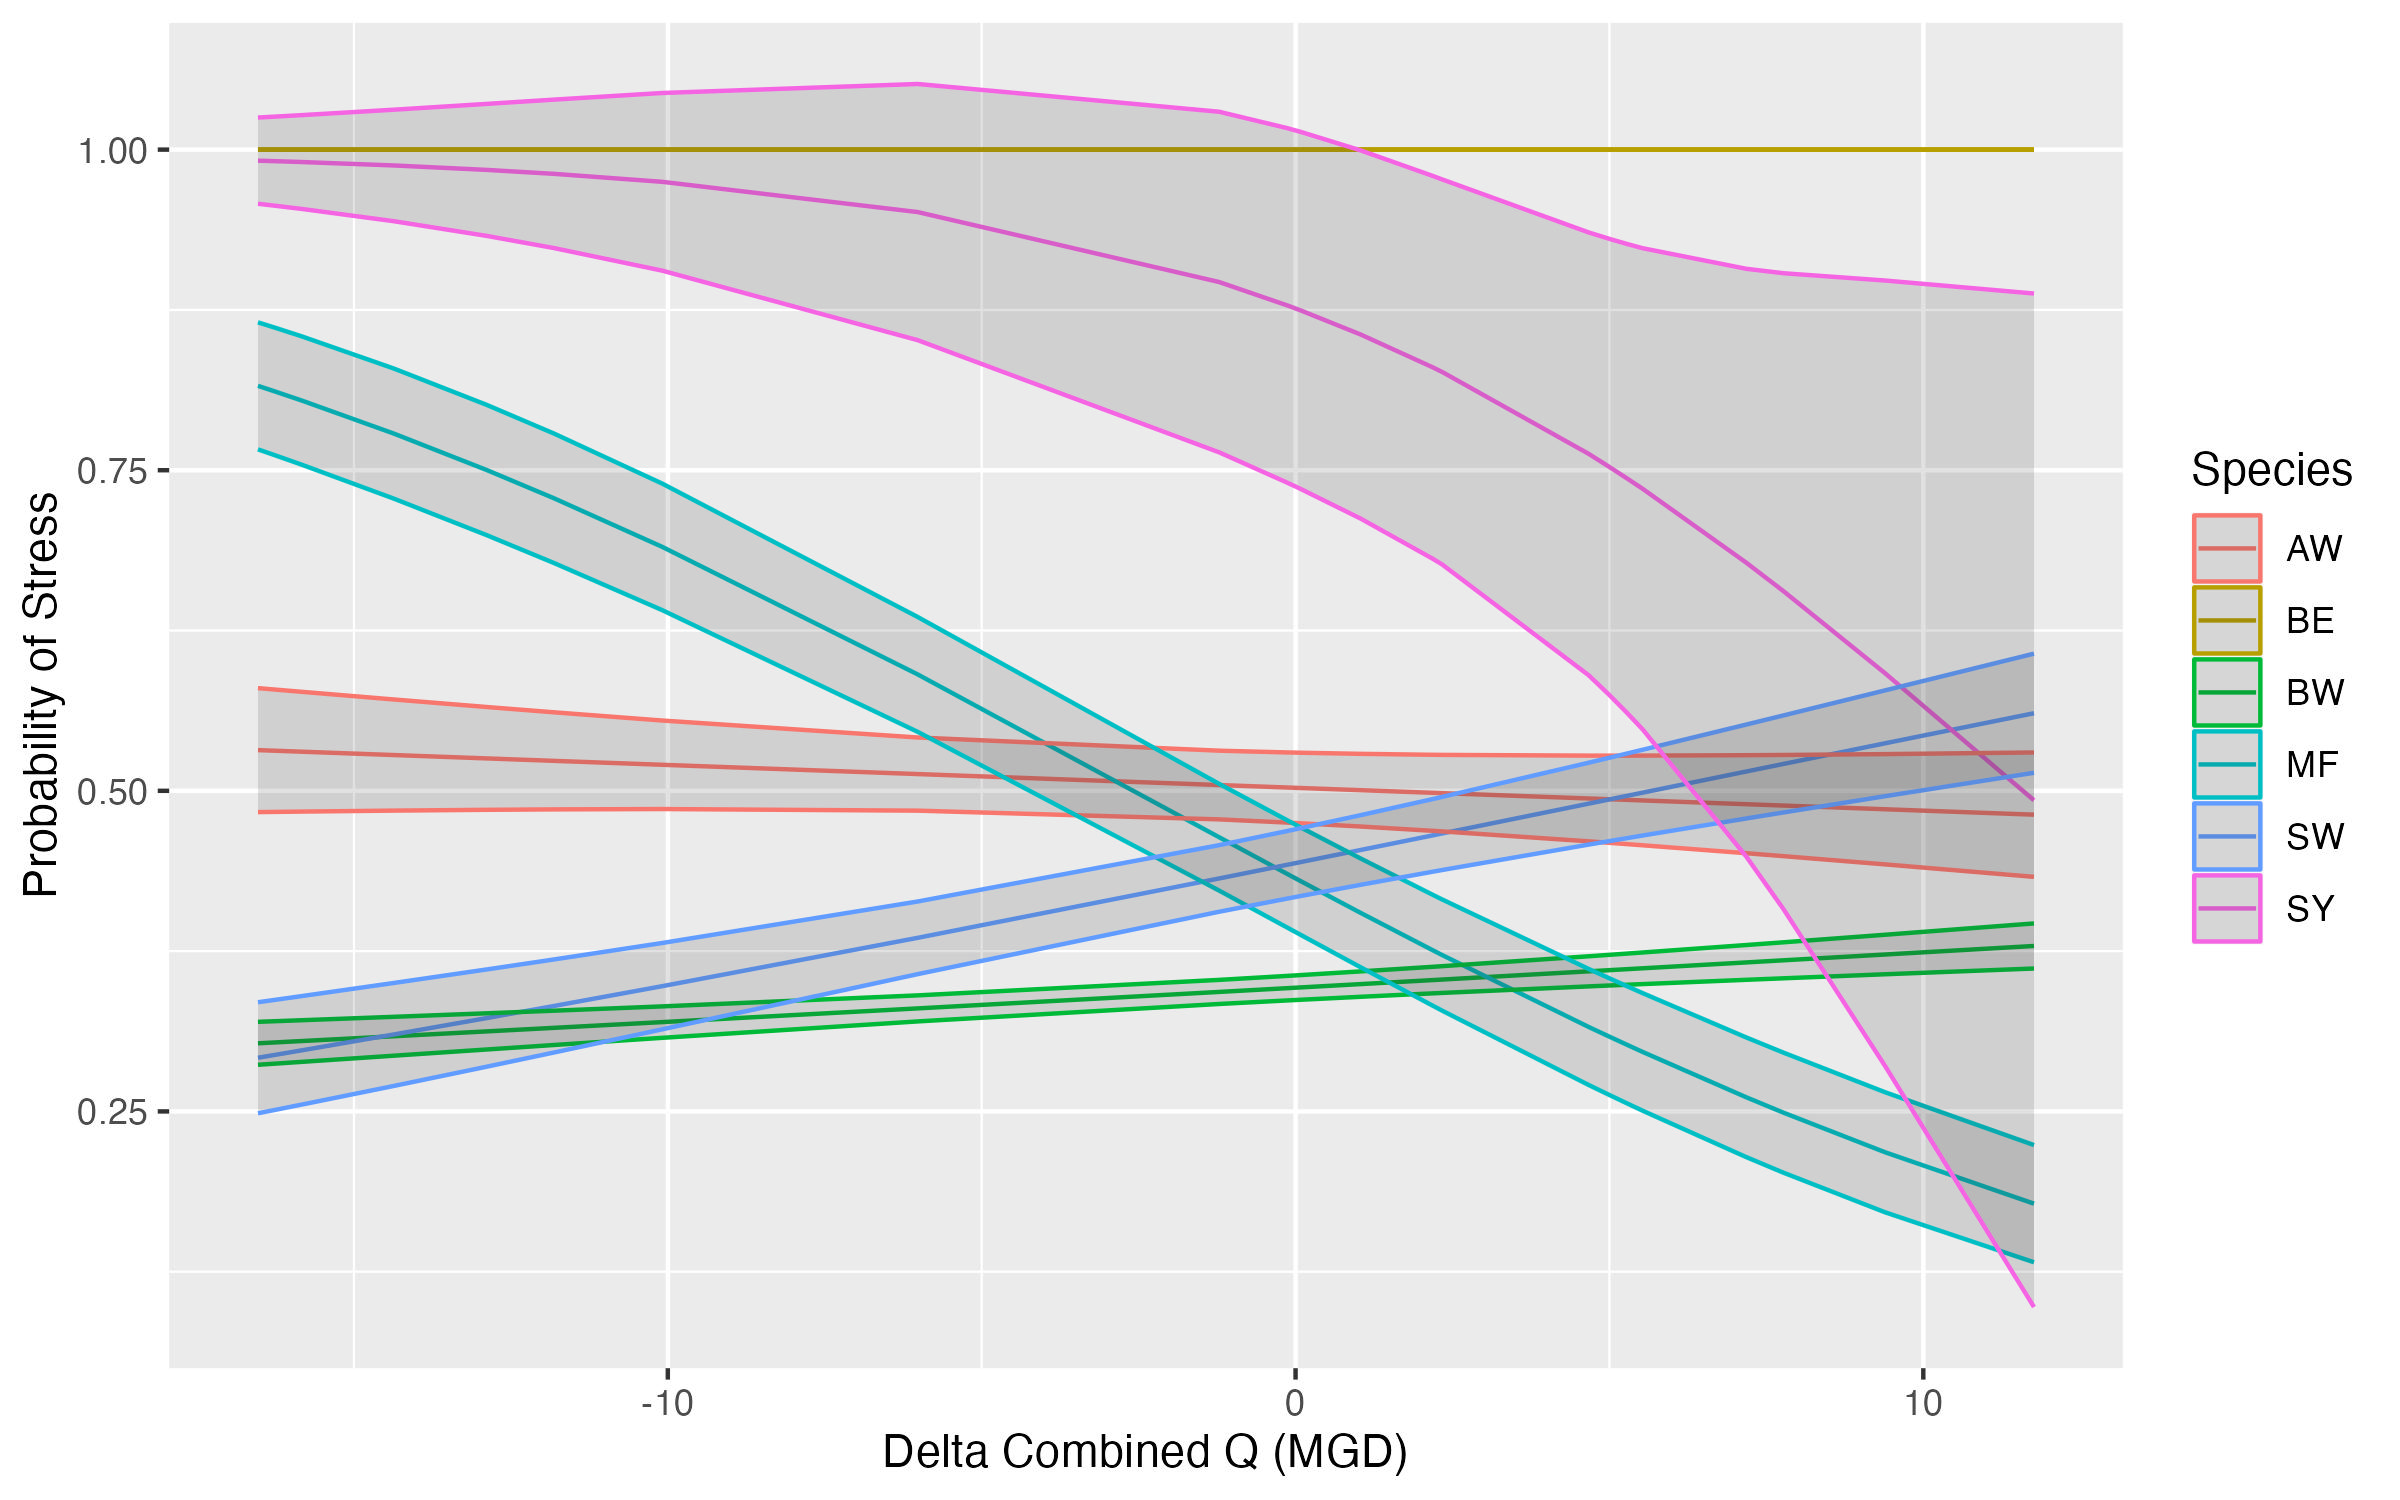 Probability of Stress
1.00
0.75
0.50
0.25
-10
0
10
Delta Combined Q (MGD)
Species
AW
BE
BW
MF
SW
SY